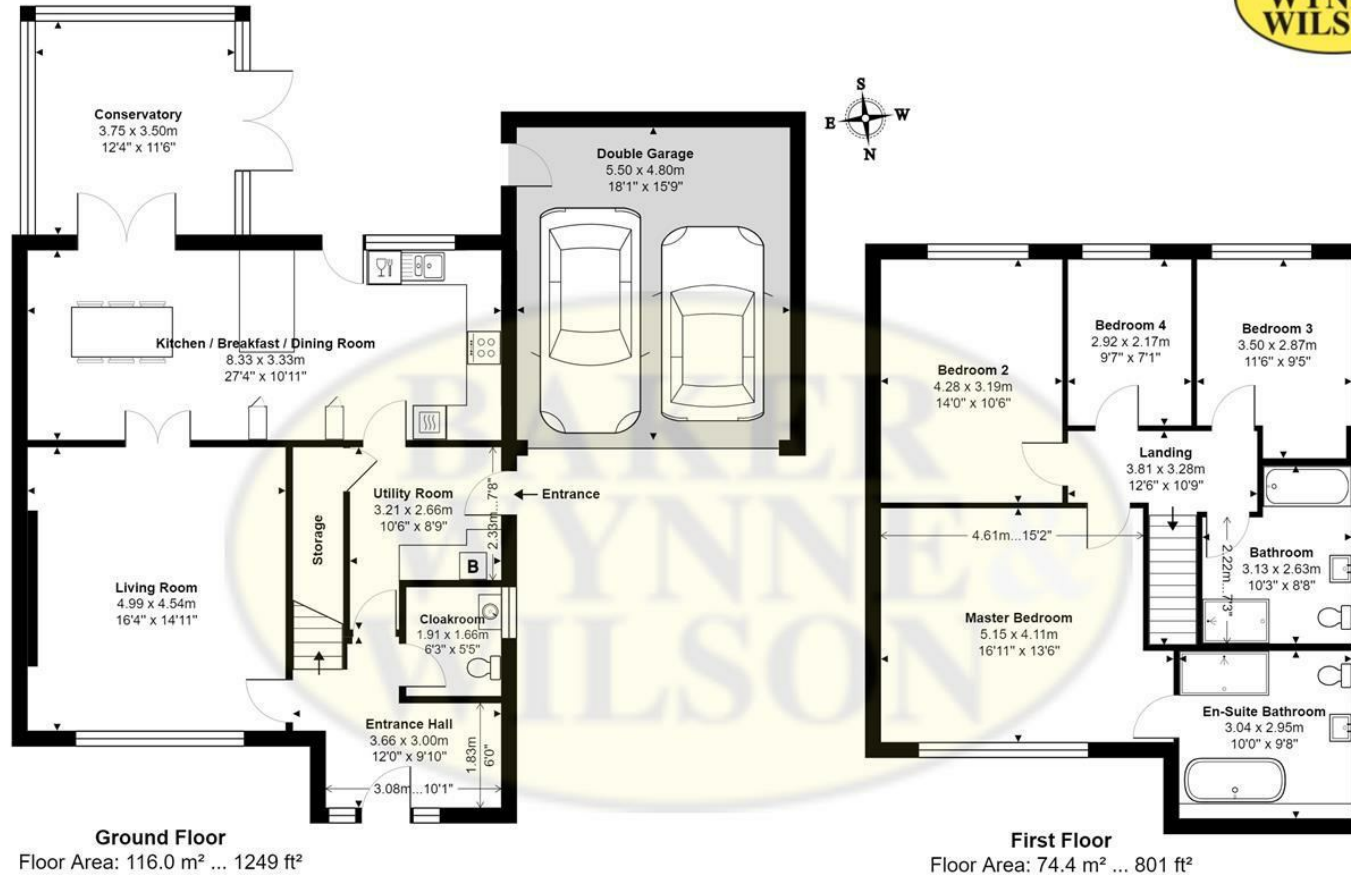 WILS
Conservatory
3.75 x 3.50m
12'4" x 11'6"
S
E
W
N
Double Garage
5.50 x 4.80m
18'1" x 15'9"
Kitchen / Breakfast / Dining Room
8.33 x 3.33m
27'4" x 10'11"
Bedroom 2
4.28 x 3.19m
14'0" x 10'6"
Bedroom 4
2.92 x 2.17m
9'7" x 7'1"
Bedroom 3
3.50 x 2.87m
11'6" x 9'5"
Landing
3.81 x 3.28m
12'6" x 10'9"
Utility Room
3.21 x 2.66m
10'6" x 8'9"
2.33m...7'8"
Entrance
Storage
B
Living Room
4.99 x 4.54m
16'4" x 14'11"
Cloakroom
1.91 x 1.66m
6'3" x 5'5"
4.61m...15'2"
2.22m...7'3"
Bathroom
3.13 x 2.63m
10'3" x 8'8"
Master Bedroom
5.15 x 4.11m
16'11" x 13'6"
Entrance Hall
3.66 x 3.00m
12'0" x 9'10"
1.83m
6'0"
3.08m...10'1"
En-Suite Bathroom
3.04 x 2.95m
10'0" x 9'8"
BAKER
WYNNE &
WILSON
Ground Floor
Floor Area: 116.0 m² ... 1249 ft²
First Floor
Floor Area: 74.4 m² ... 801 ft²